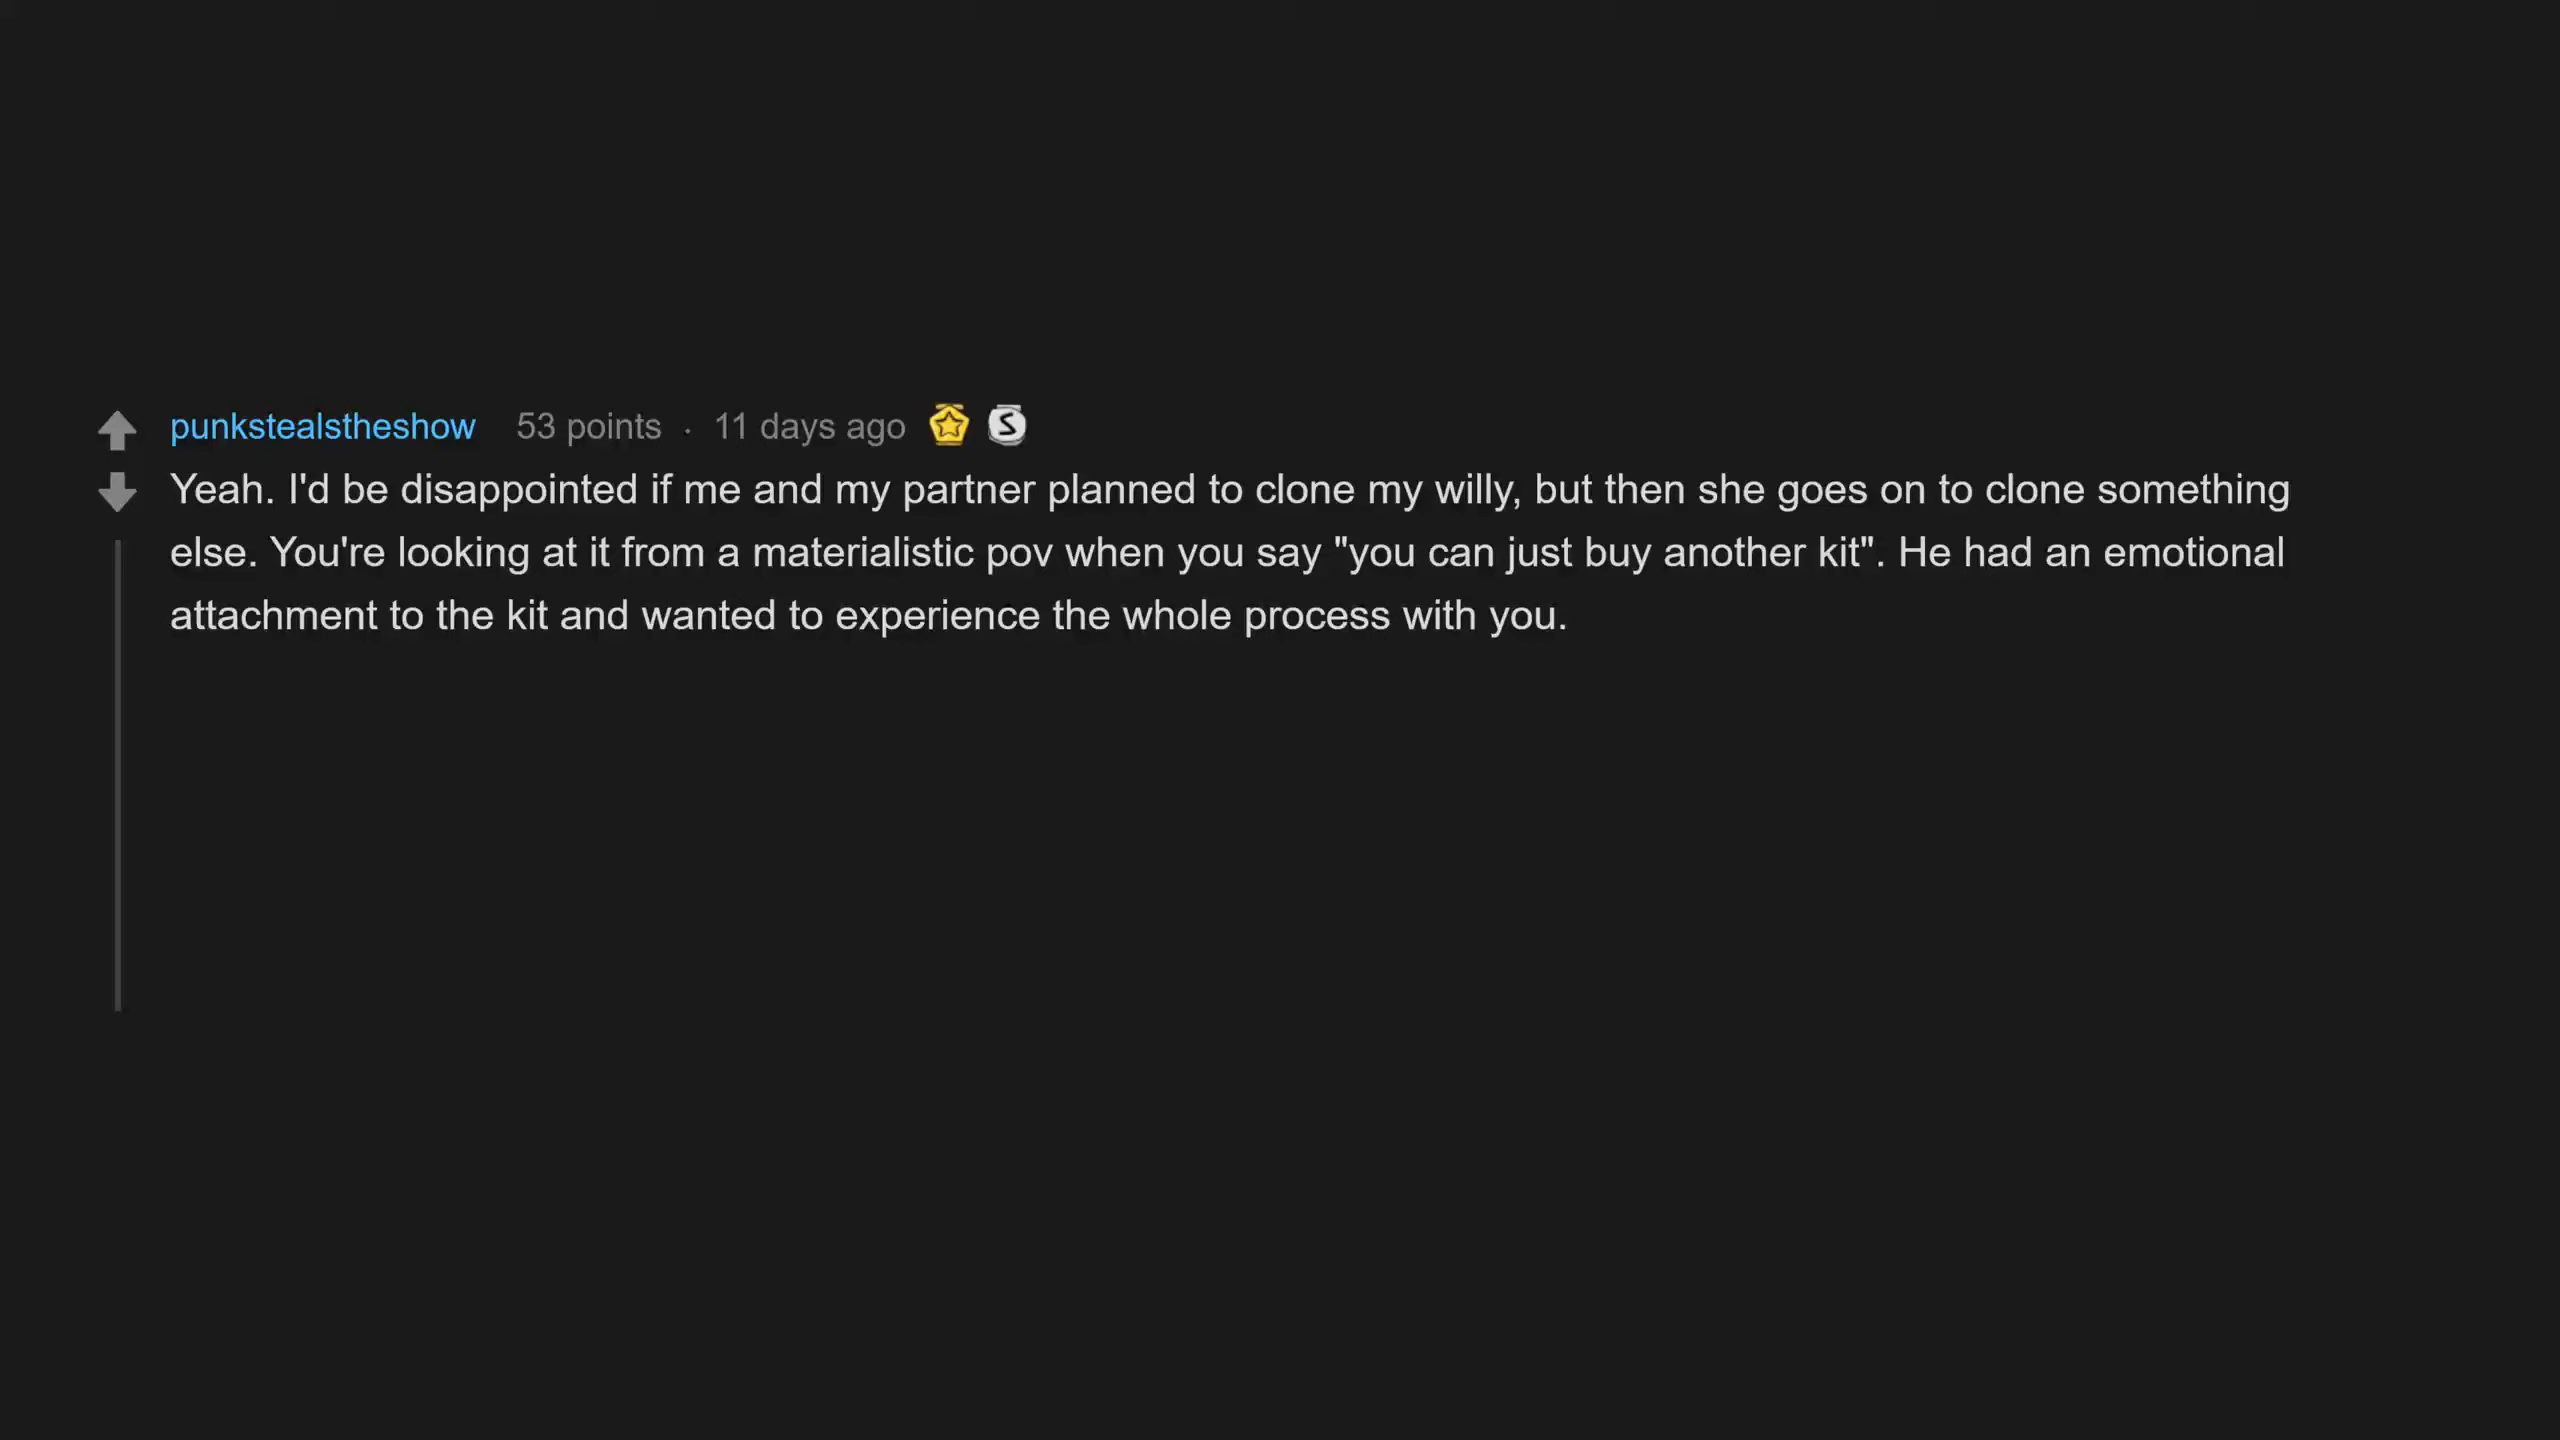 punkstealstheshow 53 points · 11 days ago S
Yeah. I'd be disappointed if me and my partner planned to clone my willy, but then she goes on to clone something
else. You're looking at it from a materialistic pov when you say "you can just buy another kit". He had an emotional
attachment to the kit and wanted to experience the whole process with you.